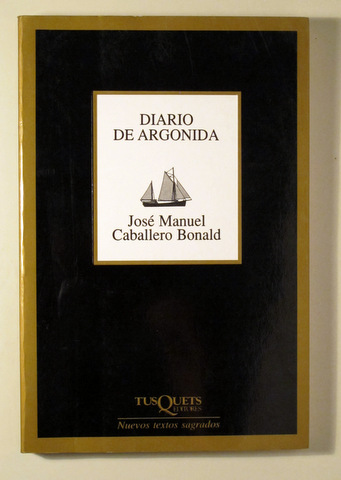 DIARIO
DE ARGONIDA
José Manuel
Caballero Bonald
TUSQUETS
EDITORES
Nuevos textos sagrados